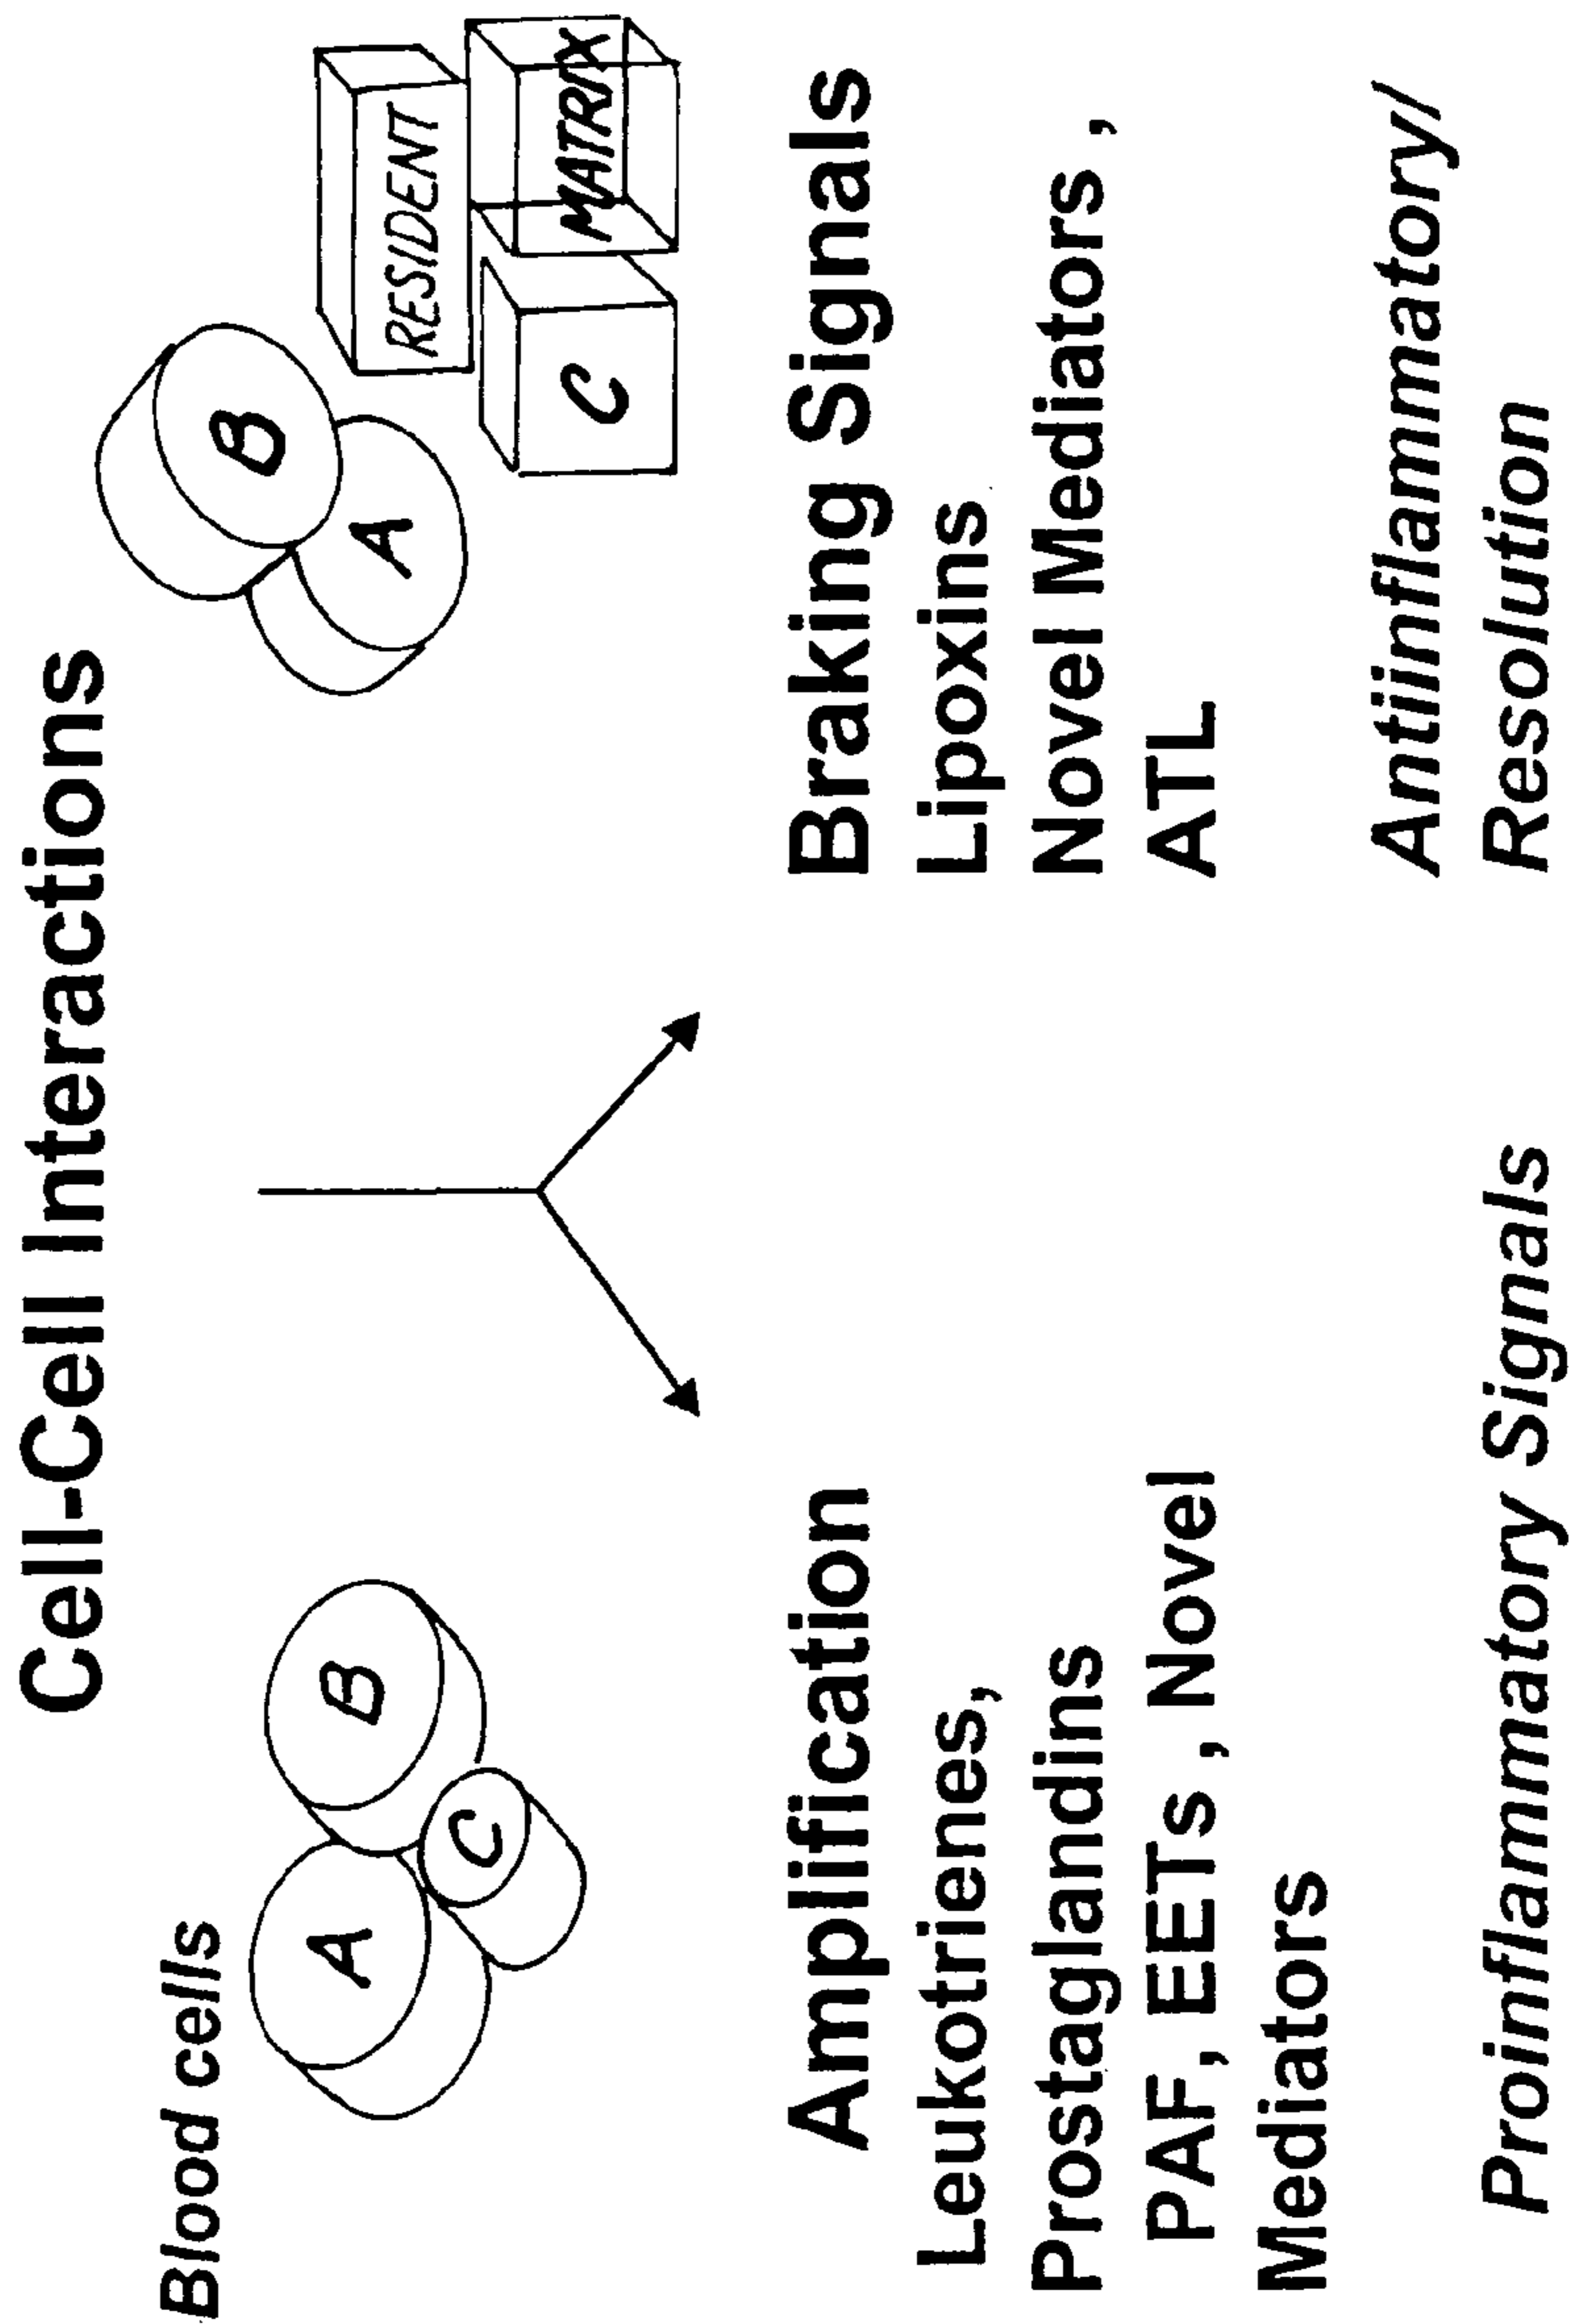 Cell-Cell Interactions
Blood cells
A
B
C
B
A
RESIDENT
C
MATRIX
Amplification
Leukotrienes,
Prostaglandins
PAF, EETs , Novel
Mediators
Proinflammatory Signals
Braking Signals
Lipoxins
Novel Mediators ,
ATL
Antiinflammatory/
Resolution